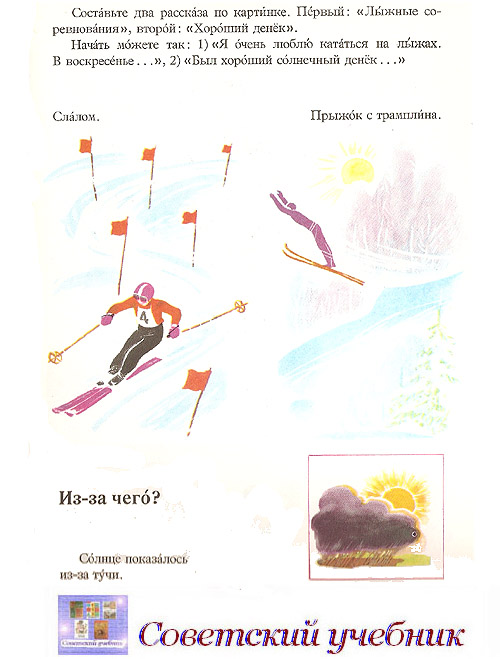 Соста́вьте два расска́за по карти́нке. Пе́рвый: «Лы́жные со-
ревнова́ния», второ́й: «Хоро́ший денёк».
Нача́ть мо́жете так: 1) «Я о́чень люблю́ ката́ться на лы́жах.
В воскресе́нье...», 2) «Был хоро́ший со́лнечный денёк...»
Сла́лом.
Прыжо́к с трампли́на.
4
Из-за чего́?
Со́лнце показа́лось
из-за ту́чи.
Советский учебник
Советский учебник